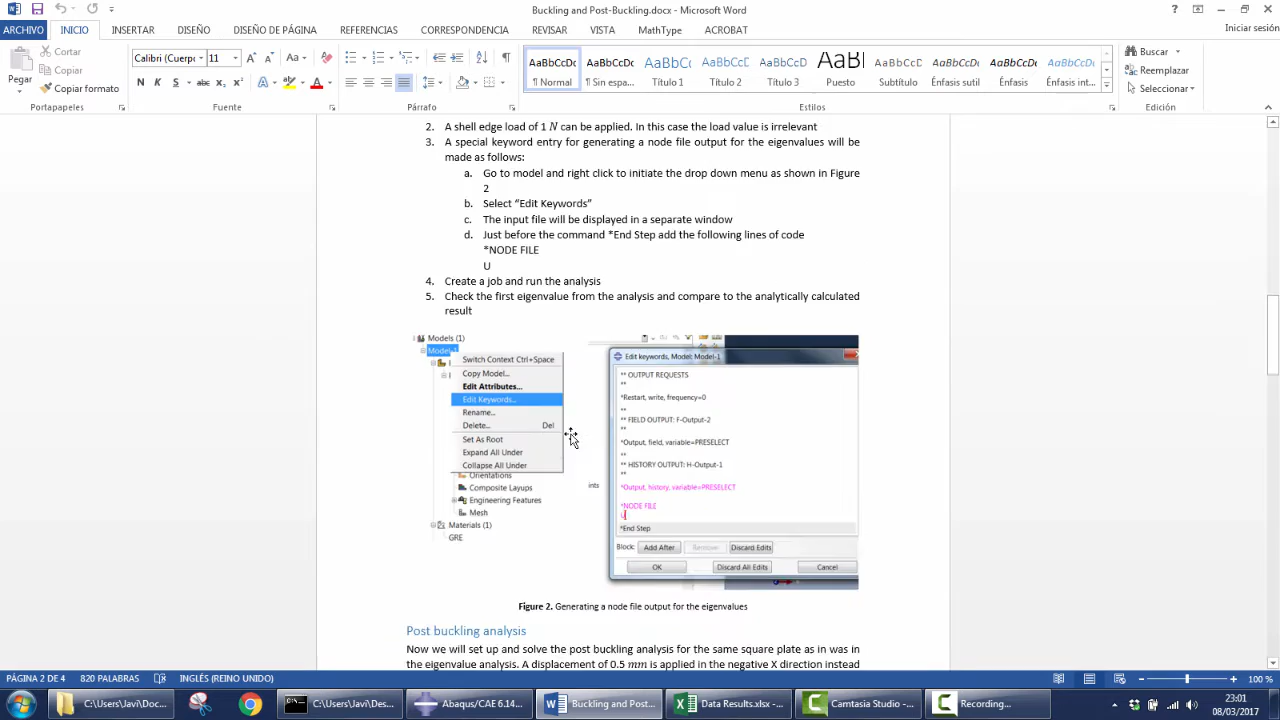 Buckling and Post-Buckling.docx - Microsoft Word
ARCHIVO INICIO INSERTAR DISEÑO DISEÑO DE PÁGINA REFERENCIAS CORRESPONDENCIA REVISAR VISTA MathType ACROBAT
Iniciar sesión
Pegar
Cortar
Copiar
Copiar formato
Portapapeles
Calibri (Cuerpo 11
N K S abc x₂ x²
Fuente
Párrafo
AaBbCcDc AaBbCcDc AaBbC AaBbCcD AaBbCcD AaBl AaBbCcD AaBbCcDc AaBbCcDc AaBbCcDc
¶ Normal ¶ Sin espa... Título 1 Título 2 Título 3 Puesto Subtítulo Énfasis sutil Énfasis Énfasis int...
Estilos
Buscar
Reemplazar
Seleccionar
Edición
2. A shell edge load of 1 N can be applied. In this case the load value is irrelevant
3. A special keyword entry for generating a node file output for the eigenvalues will be
made as follows:
a. Go to model and right click to initiate the drop down menu as shown in Figure
2
b. Select “Edit Keywords”
c. The input file will be displayed in a separate window
d. Just before the command *End Step add the following lines of code
*NODE FILE
U
4. Create a job and run the analysis
5. Check the first eigenvalue from the analysis and compare to the analytically calculated
result
Models (1)
Model-1
Switch Context Ctrl+Space
Copy Model...
Edit Attributes...
Edit Keywords...
Rename...
Delete... Del
Set As Root
Expand All Under
Collapse All Under
Orientations
Composite Layups
Engineering Features
Mesh
Materials (1)
GRE
ints
Edit keywords, Model: Model-1
** OUTPUT REQUESTS
**
*Restart, write, frequency=0
**
** FIELD OUTPUT: F-Output-2
**
*Output, field, variable=PRESELECT
**
** HISTORY OUTPUT: H-Output-1
**
*Output, history, variable=PRESELECT
*NODE FILE
U
*End Step
Block: Add After Remove Discard Edits
OK Discard All Edits Cancel
Figure 2. Generating a node file output for the eigenvalues
Post buckling analysis
Now we will set up and solve the post buckling analysis for the same square plate as in was in
the eigenvalue analysis. A displacement of 0.5 mm is applied in the negative X direction instead
PÁGINA 2 DE 4 820 PALABRAS INGLÉS (REINO UNIDO)
100 %
C:\Users\Javi\Doc...
C:\Users\Javi\Des...
Abaqus/CAE 6.14...
Buckling and Post...
Data Results.xlsx -...
Camtasia Studio -...
Recording...
23:01
08/03/2017